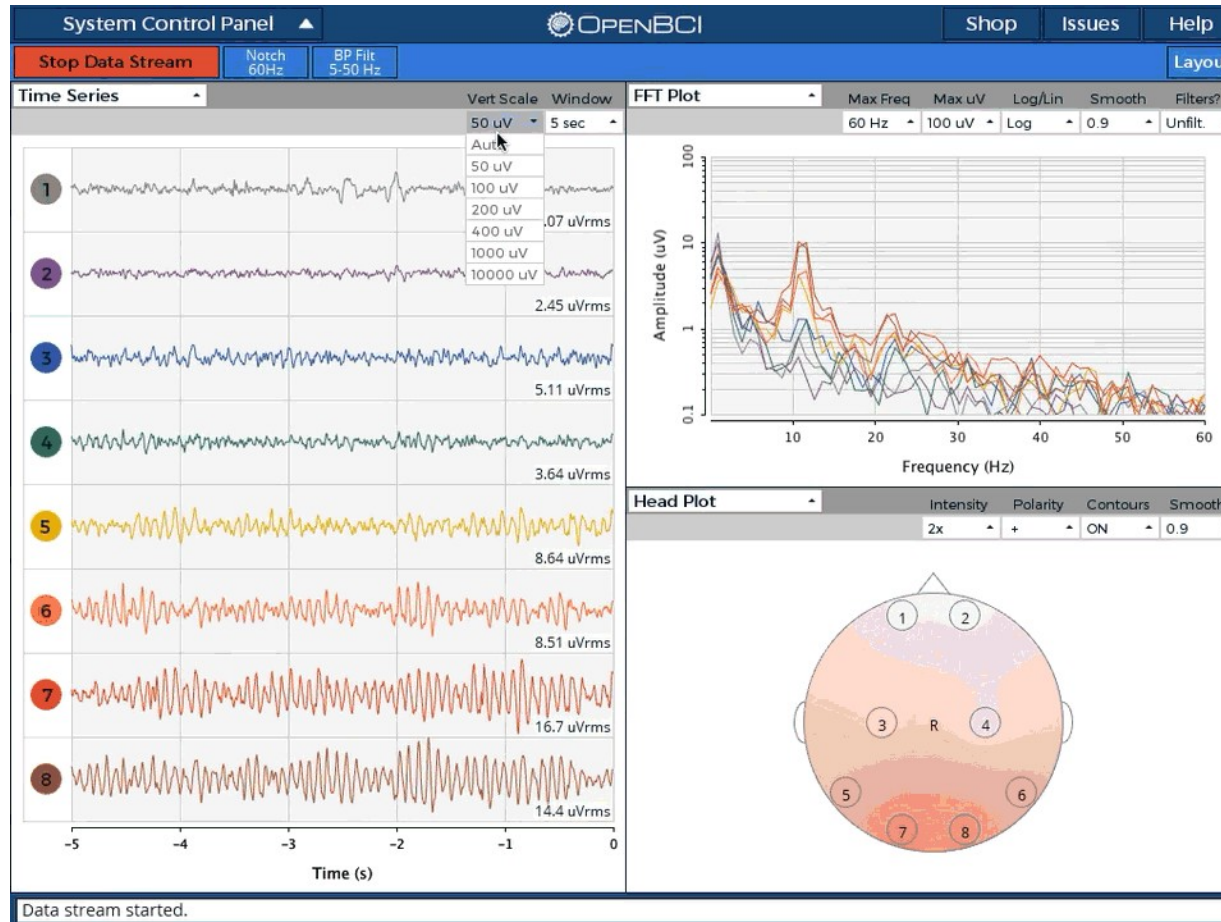 System Control Panel
OPENBCI
Shop
Issues
Help
Stop Data Stream
Notch
60Hz
BP Filt
5-50 Hz
Layou
Time Series
Vert Scale
Window
50 uV
5 sec
Auto
50 uV
100 uV
200 uV
400 uV
1000 uV
10000 uV
1
.07 uVrms
2
2.45 uVrms
3
5.11 uVrms
4
3.64 uVrms
5
8.64 uVrms
6
8.51 uVrms
7
16.7 uVrms
8
14.4 uVrms
-5
-4
-3
-2
-1
0
Time (s)
FFT Plot
Max Freq
Max uV
Log/Lin
Smooth
Filters?
60 Hz
100 uV
Log
0.9
Unfilt.
Amplitude (uV)
100
10
1
0.1
10
20
30
40
50
60
Frequency (Hz)
Head Plot
Intensity
Polarity
Contours
Smooth
2x
+
ON
0.9
1
2
3
R
4
5
6
7
8
Data stream started.